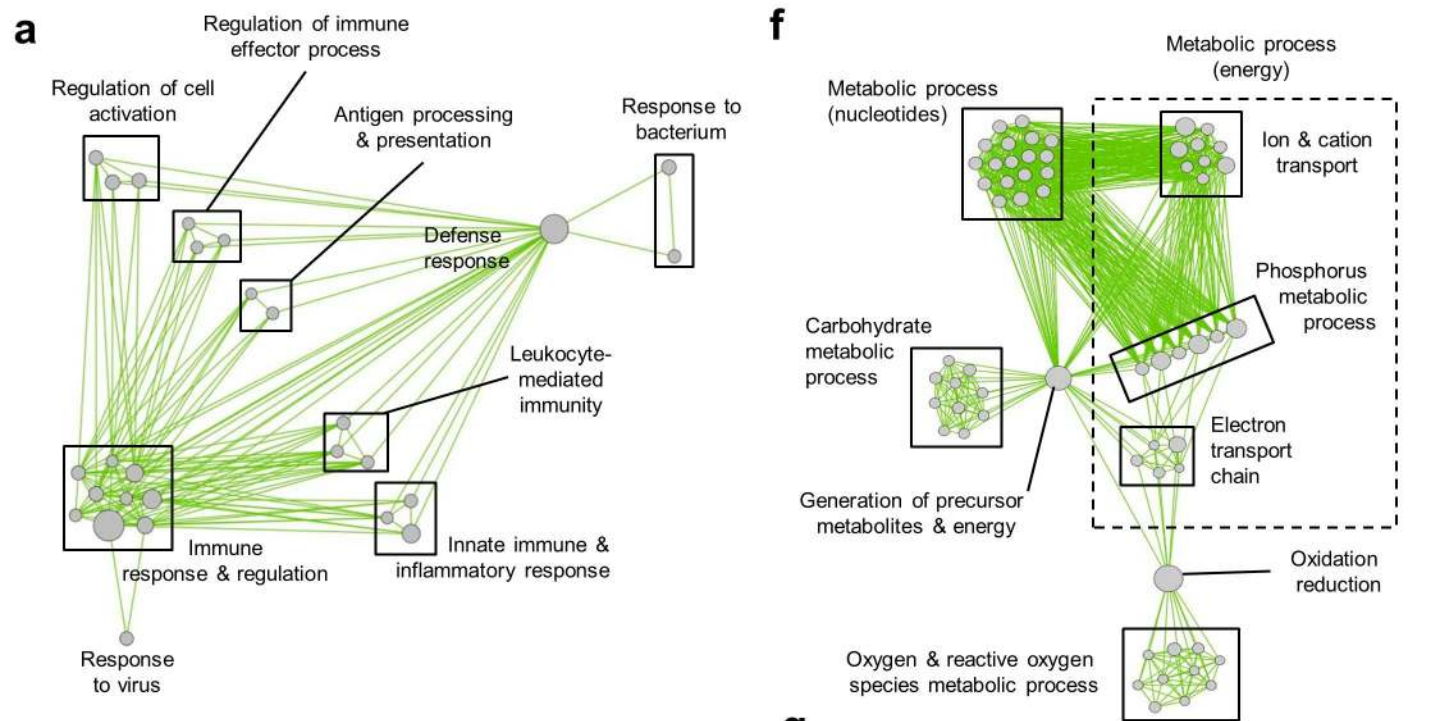 a
Regulation of immune
effector process
Regulation of cell
activation
Antigen processing
& presentation
Response to
bacterium
Defense
response
Leukocyte-
mediated
immunity
Immune
response & regulation
Innate immune &
inflammatory response
Response
to virus
f
Metabolic process
(energy)
Metabolic process
(nucleotides)
Ion & cation
transport
Phosphorus
metabolic
process
Carbohydrate
metabolic
process
Electron
transport
chain
Generation of precursor
metabolites & energy
Oxidation
reduction
Oxygen & reactive oxygen
species metabolic process